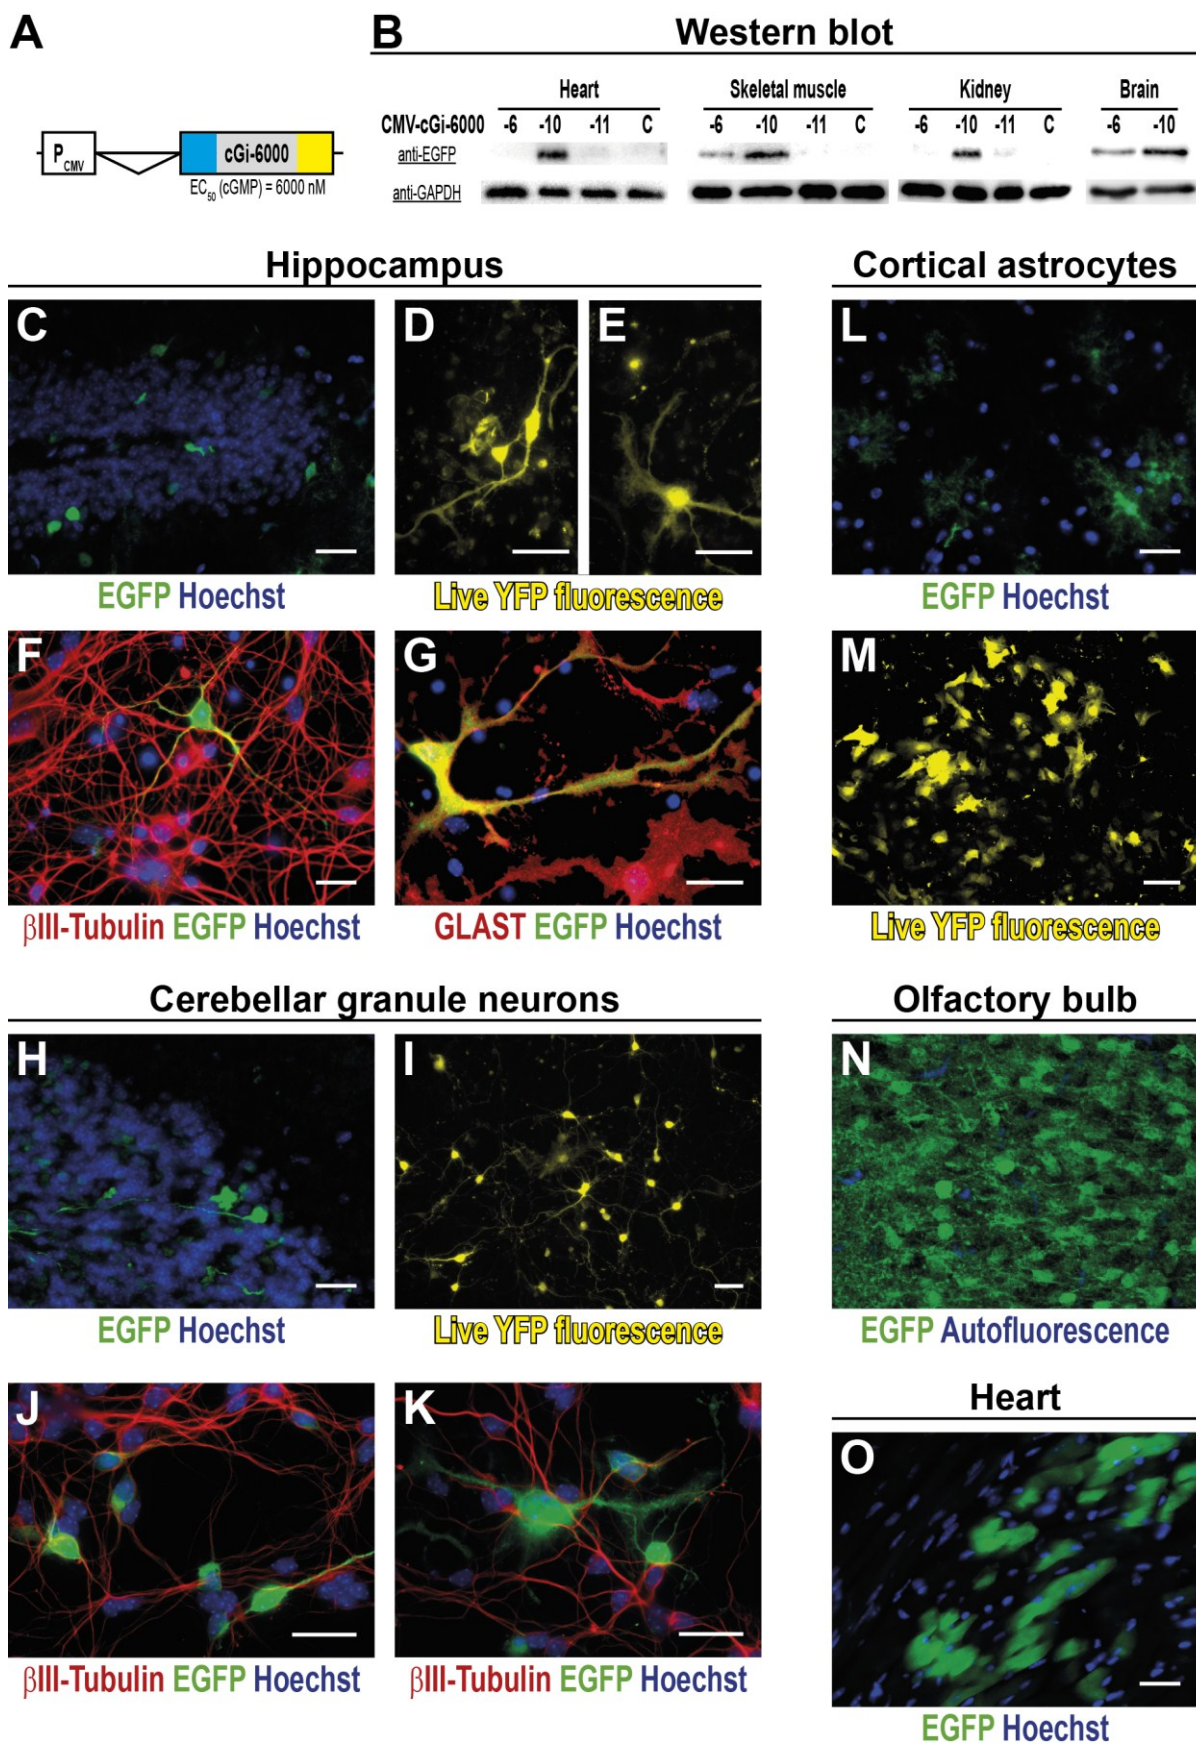 A
P CMV
cGi-6000
EC50 (cGMP) = 6000 nM
B
Western blot
Heart Skeletal muscle Kidney Brain
CMV-cGi-6000 -6 -10 -11 C -6 -10 -11 C -6 -10 -11 C -6 -10
anti-EGFP
anti-GAPDH
Hippocampus
C D E
EGFP Hoechst
Live YFP fluorescence
F G
βIII-Tubulin EGFP Hoechst
GLAST EGFP Hoechst
Cortical astrocytes
L
EGFP Hoechst
M
Live YFP fluorescence
Cerebellar granule neurons
H I
EGFP Hoechst
Live YFP fluorescence
J K
βIII-Tubulin EGFP Hoechst
βIII-Tubulin EGFP Hoechst
Olfactory bulb
N
EGFP Autofluorescence
Heart
O
EGFP Hoechst